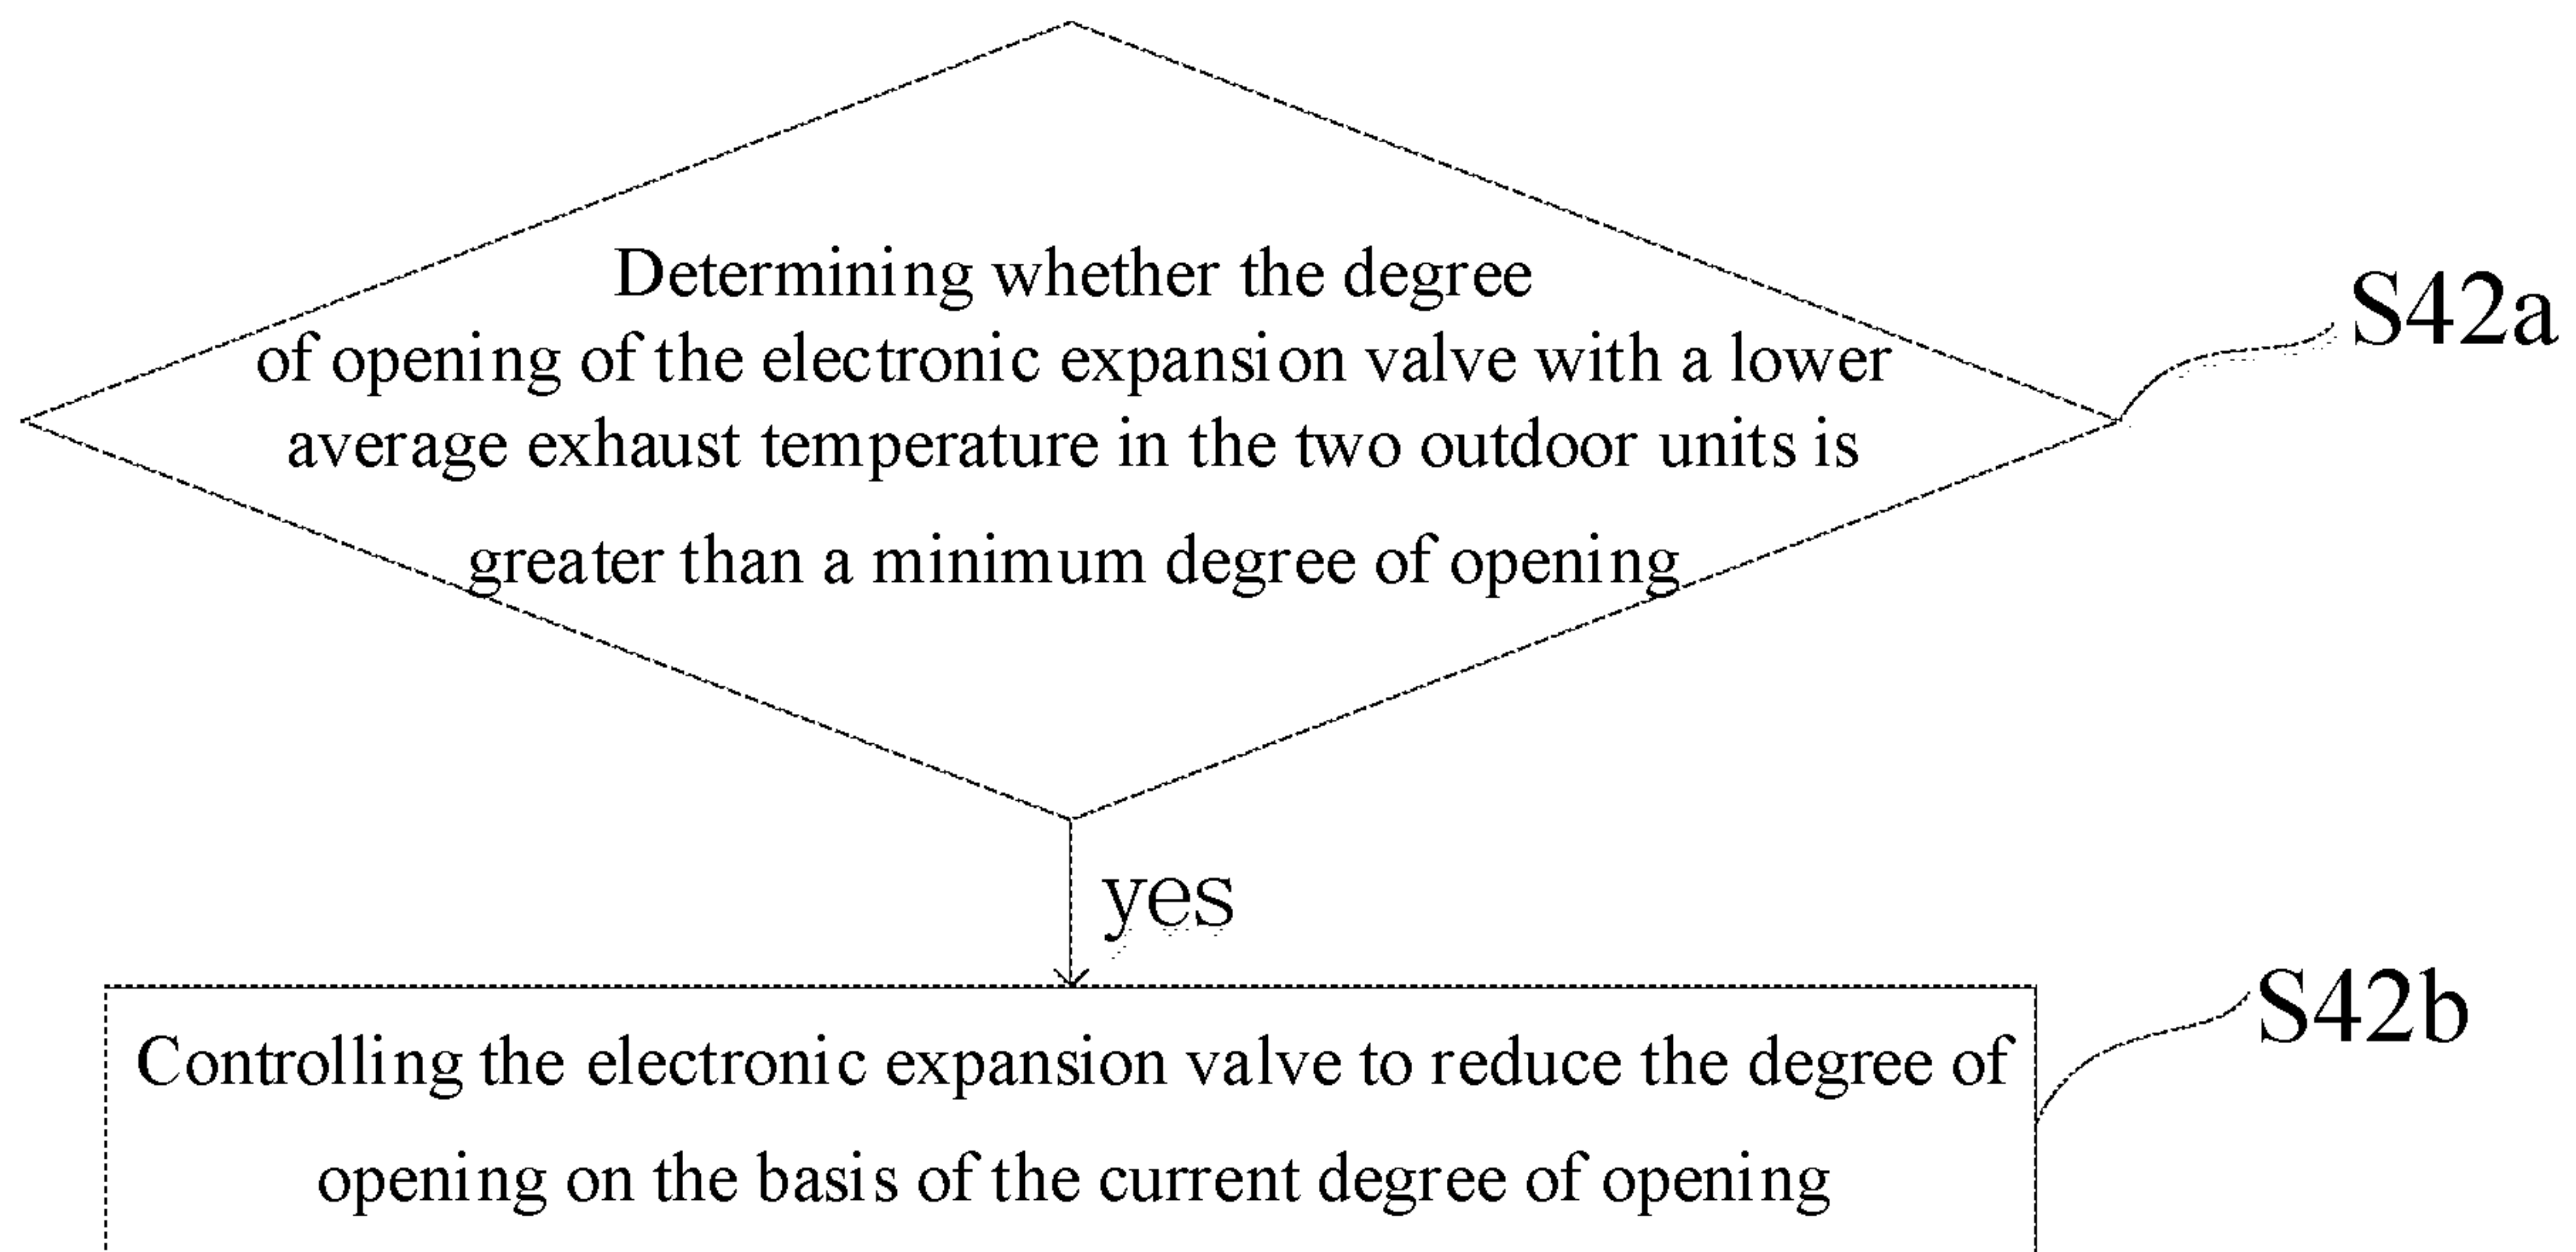 Determining whether the degree
of opening of the electronic expansion valve with a lower
average exhaust temperature in the two outdoor units is
greater than a minimum degree of opening
S42a
yes
Controlling the electronic expansion valve to reduce the degree of
opening on the basis of the current degree of opening
S42b